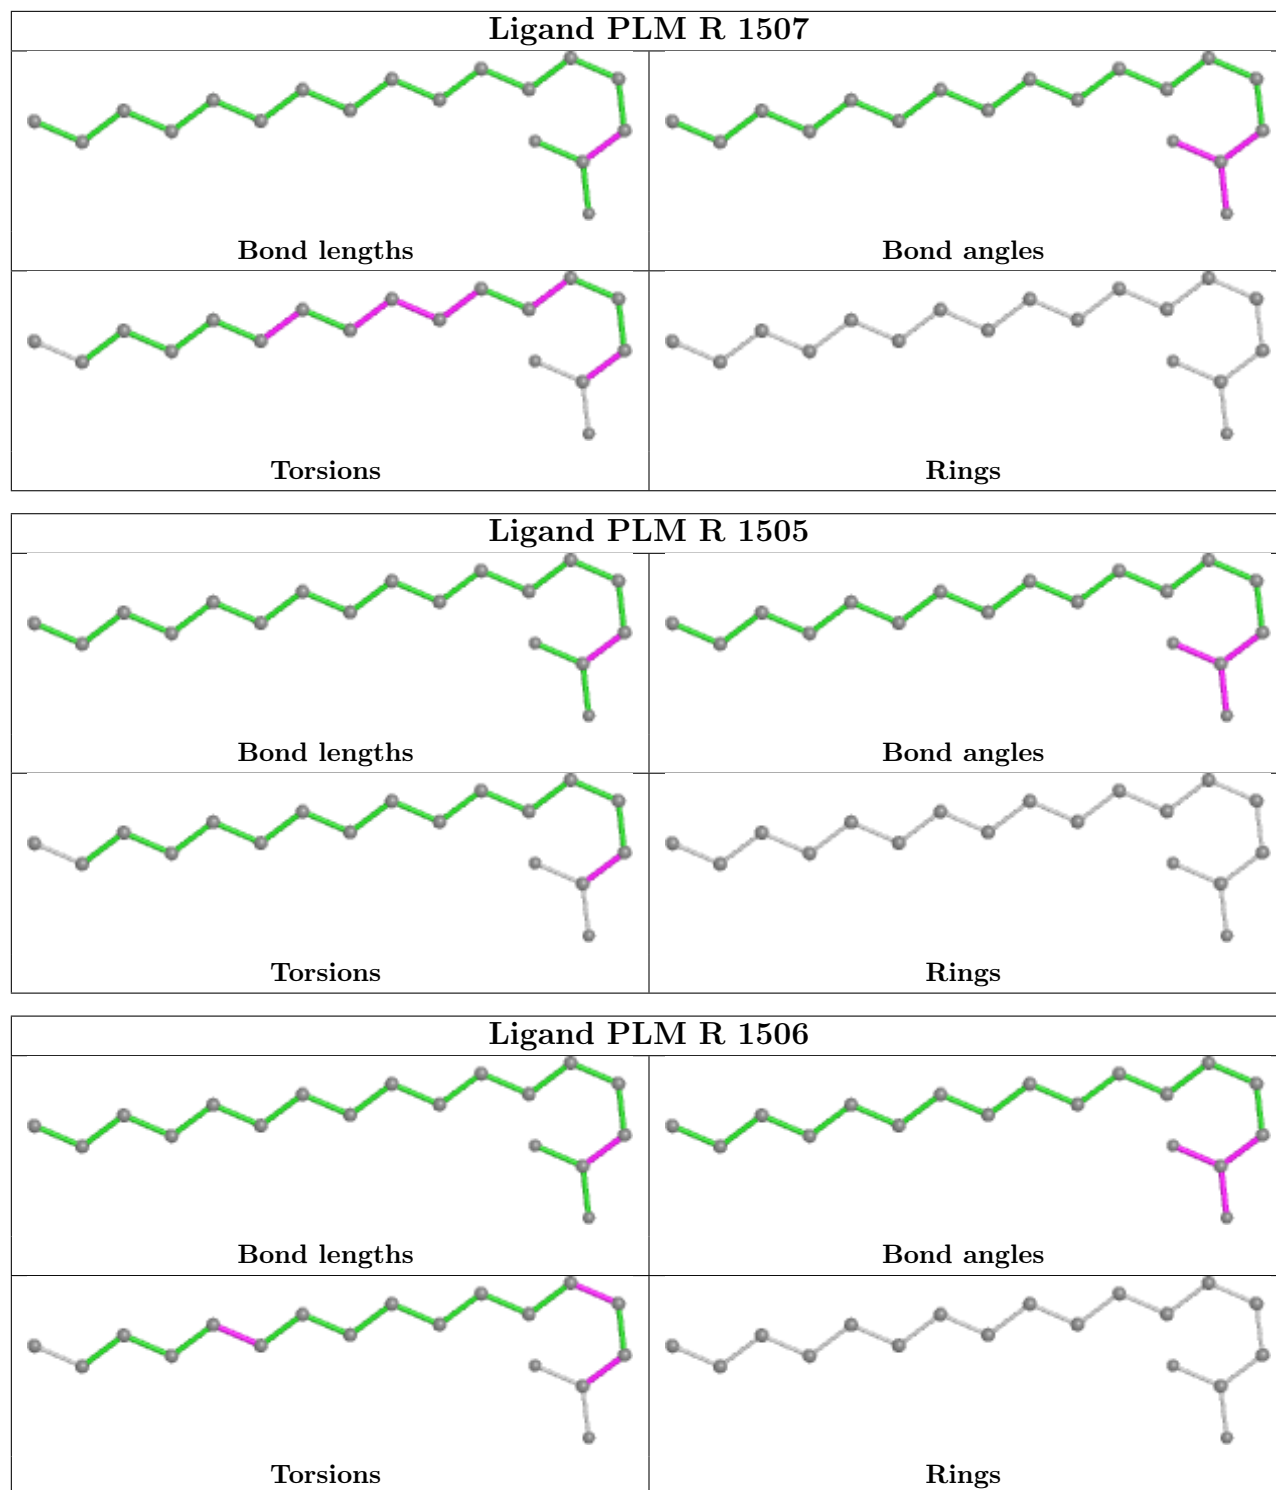 Ligand PLM R 1507
Bond lengths
Bond angles
Torsions
Rings
Ligand PLM R 1505
Bond lengths
Bond angles
Torsions
Rings
Ligand PLM R 1506
Bond lengths
Bond angles
Torsions
Rings